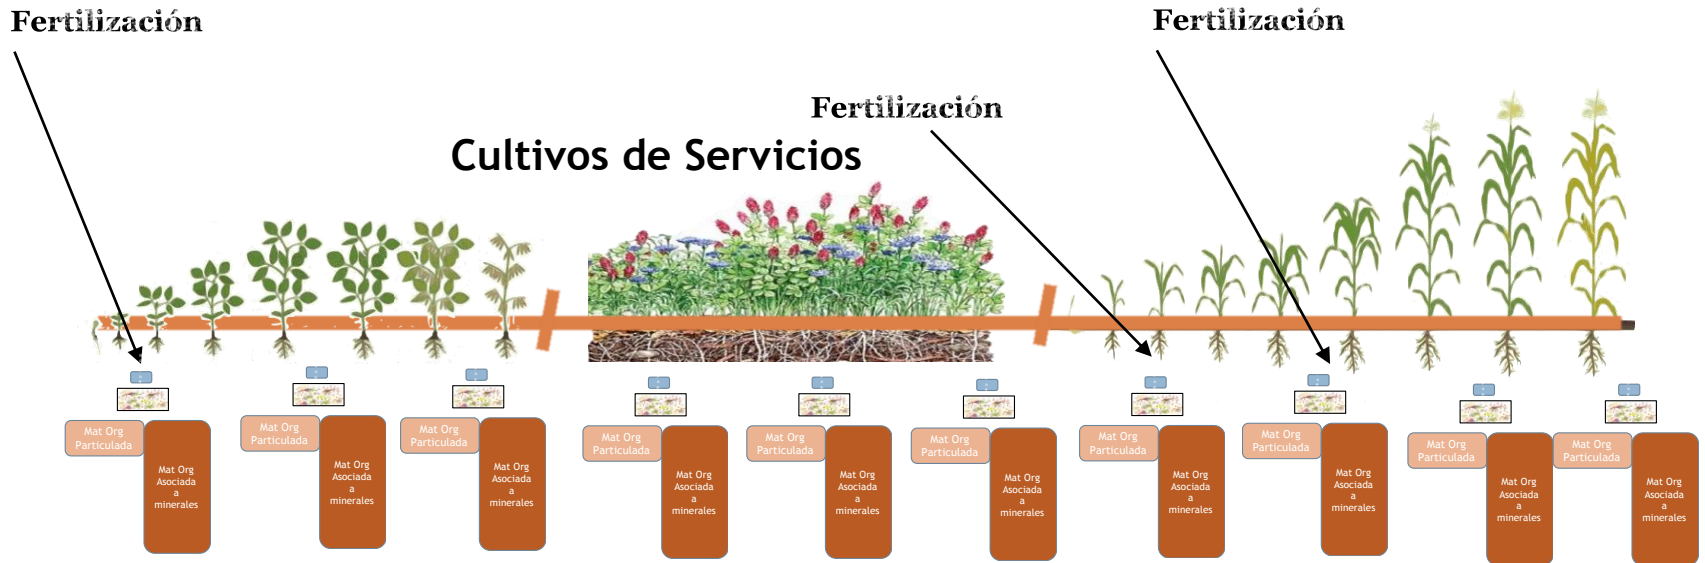 Fertilización
Fertilización
Fertilización
Cultivos de Servicios
Mat Org
Particulada
Mat Org
Asociada
a
minerales
Mat Org
Particulada
Mat Org
Asociada
a
minerales
Mat Org
Particulada
Mat Org
Asociada
a
minerales
Mat Org
Particulada
Mat Org
Asociada
a
minerales
Mat Org
Particulada
Mat Org
Asociada
a
minerales
Mat Org
Particulada
Mat Org
Asociada
a
minerales
Mat Org
Particulada
Mat Org
Asociada
a
minerales
Mat Org
Particulada
Mat Org
Asociada
a
minerales
Mat Org
Particulada
Mat Org
Asociada
a
minerales
Mat Org
Particulada
Mat Org
Asociada
a
minerales